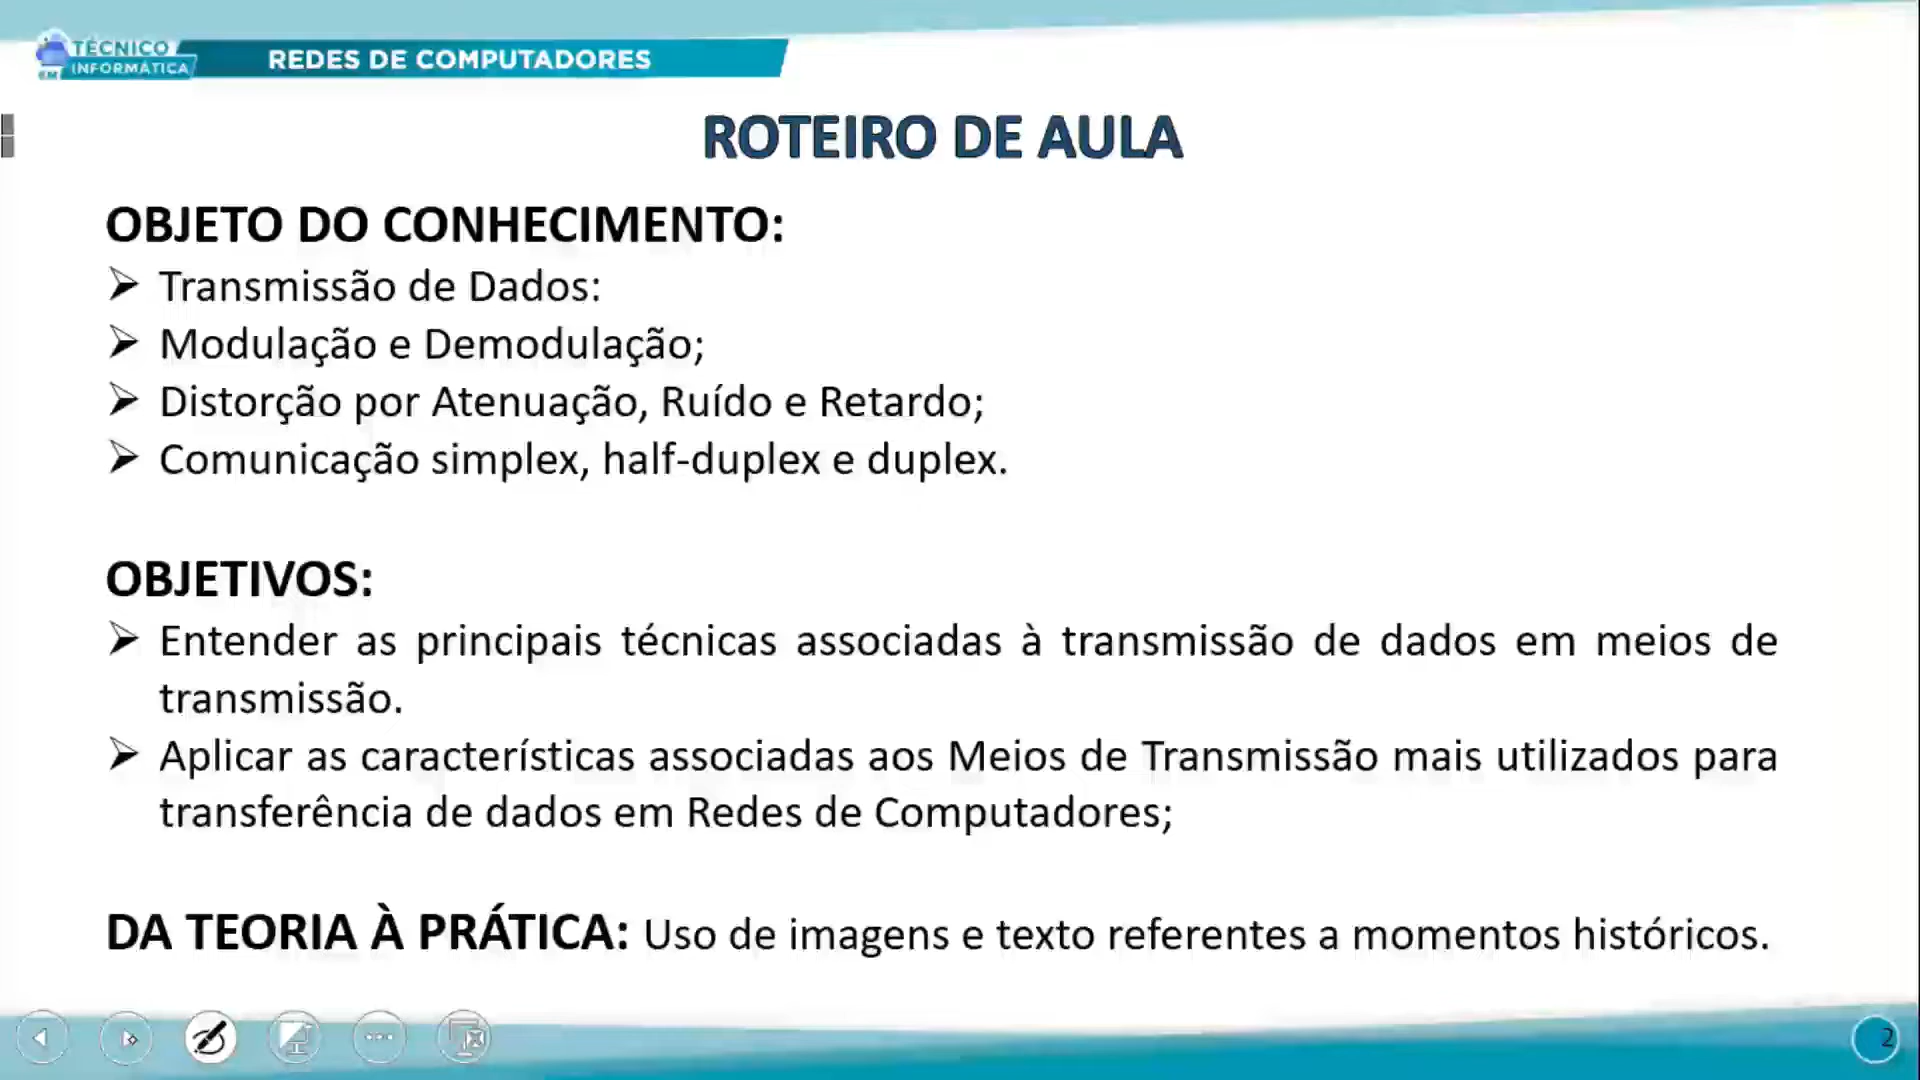 TÉCNICO
EM INFORMÁTICA
REDES DE COMPUTADORES
ROTEIRO DE AULA
OBJETO DO CONHECIMENTO:
➢ Transmissão de Dados:
➢ Modulação e Demodulação;
➢ Distorção por Atenuação, Ruído e Retardo;
➢ Comunicação simplex, half-duplex e duplex.
OBJETIVOS:
➢ Entender as principais técnicas associadas à transmissão de dados em meios de
transmissão.
➢ Aplicar as características associadas aos Meios de Transmissão mais utilizados para
transferência de dados em Redes de Computadores;
DA TEORIA À PRÁTICA: Uso de imagens e texto referentes a momentos históricos.
2